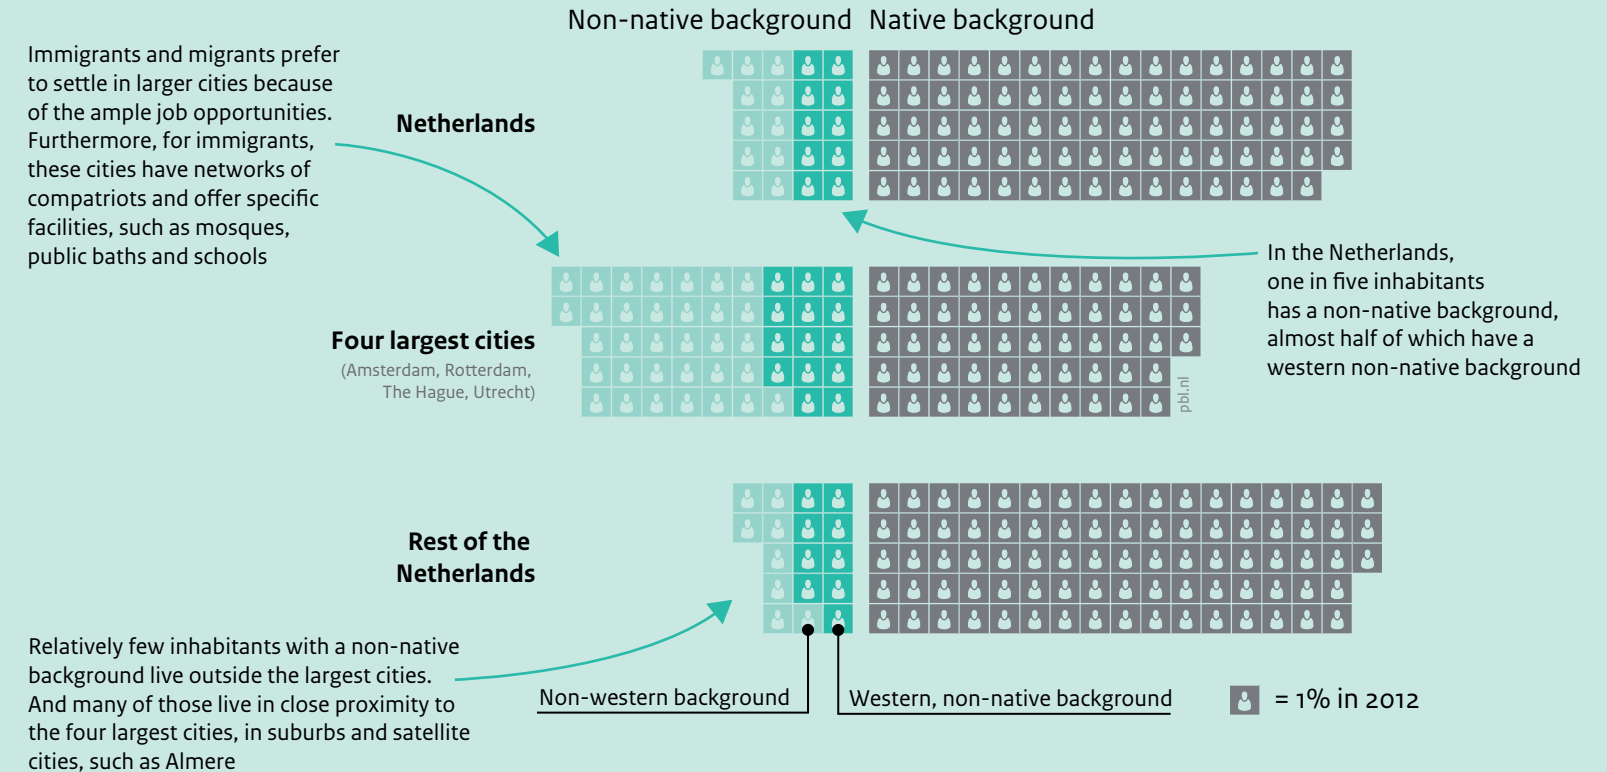 Non-native background
Native background
Immigrants and migrants prefer
to settle in larger cities because
of the ample job opportunities.
Furthermore, for immigrants,
these cities have networks of
compatriots and offer specific
facilities, such as mosques,
public baths and schools
Netherlands
In the Netherlands,
one in five inhabitants
has a non-native background,
almost half of which have a
western non-native background
Four largest cities
(Amsterdam, Rotterdam,
The Hague, Utrecht)
pbl.nl
Rest of the
Netherlands
Relatively few inhabitants with a non-native
background live outside the largest cities.
And many of those live in close proximity to
the four largest cities, in suburbs and satellite
cities, such as Almere
Non-western background
Western, non-native background
= 1% in 2012